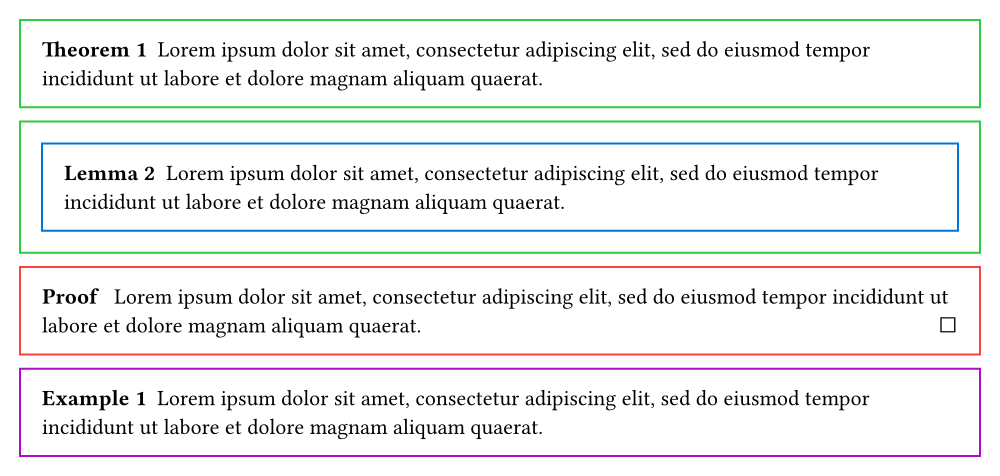 Theorem 1 Lorem ipsum dolor sit amet, consectetur adipiscing elit, sed do eiusmod tempor
incididunt ut labore et dolore magnam aliquam quaerat.
Lemma 2 Lorem ipsum dolor sit amet, consectetur adipiscing elit, sed do eiusmod tempor
incididunt ut labore et dolore magnam aliquam quaerat.
Proof Lorem ipsum dolor sit amet, consectetur adipiscing elit, sed do eiusmod tempor incididunt ut
labore et dolore magnam aliquam quaerat. □
Example 1 Lorem ipsum dolor sit amet, consectetur adipiscing elit, sed do eiusmod tempor
incididunt ut labore et dolore magnam aliquam quaerat.